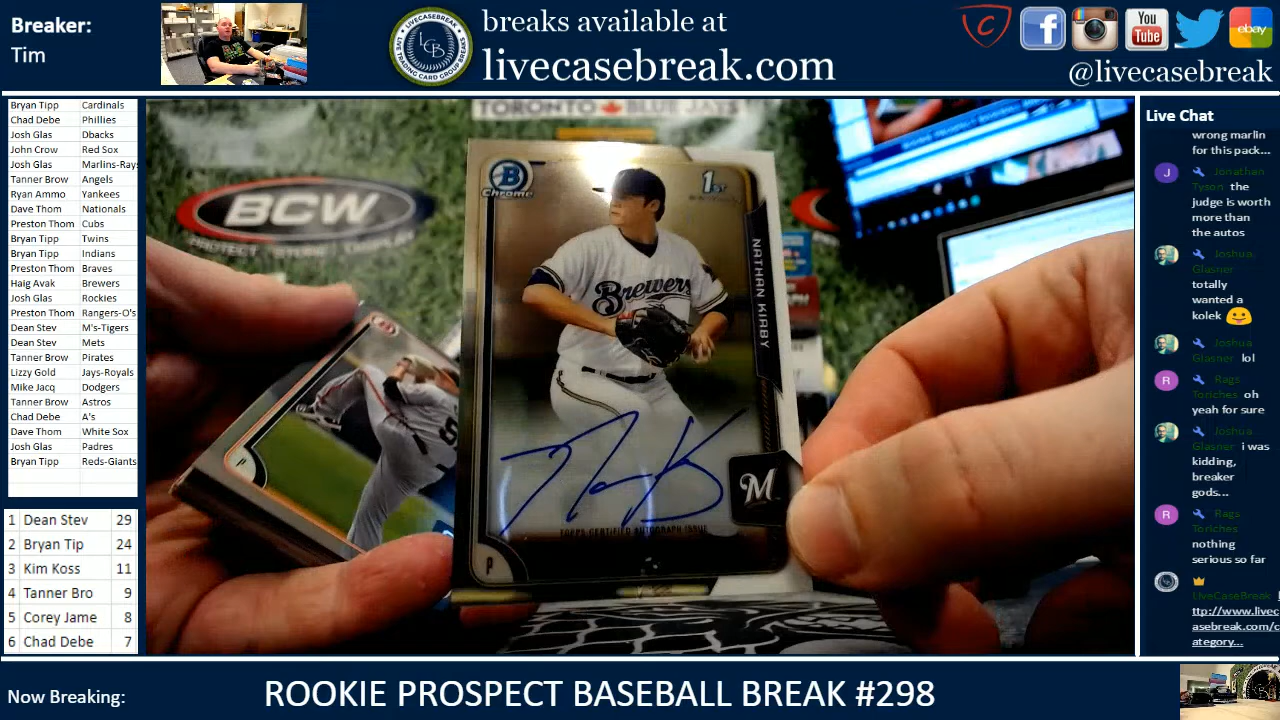 Breaker:
Tim
breaks available at
livecasebreak.com
@livecasebreak
You
Tube
ebay
LCB
Bryan Tipp Cardinals
Chad Debe Phillies
Josh Glas Dbacks
John Crow Red Sox
Josh Glas Marlins-Rays
Tanner Brow Angels
Ryan Ammo Yankees
Dave Thom Nationals
Preston Thom Cubs
Bryan Tipp Twins
Bryan Tipp Indians
Preston Thom Braves
Haig Avak Brewers
Josh Glas Rockies
Preston Thom Rangers-O's
Dean Stev M's-Tigers
Dean Stev Mets
Tanner Brow Pirates
Lizzy Gold Jays-Royals
Mike Jacq Dodgers
Tanner Brow Astros
Chad Debe A's
Dave Thom White Sox
Josh Glas Padres
Bryan Tipp Reds-Giants
1 Dean Stev 29
2 Bryan Tip 24
3 Kim Koss 11
4 Tanner Bro 9
5 Corey Jame 8
6 Chad Debe 7
TORONTO BLUE JAYS
BCW
B
Chrome
1st
NATHAN KIRBY
Brewers
M
TOPPS CERTIFIED AUTOGRAPH ISSUE
P
P
Live Chat
wrong marlin
for this pack...
J Jonathan
Tyson the
judge is worth
more than
the autos
Joshua
Glasner
totally
wanted a
kolek
Joshua
Glasner lol
R Rags
Toriches oh
yeah for sure
Joshua
Glasner i was
kidding,
breaker
gods...
R Rags
Toriches
nothing
serious so far
LiveCaseBreak
ttp://www.livec
asebreak.com/c
ategory...
Now Breaking:
ROOKIE PROSPECT BASEBALL BREAK #298